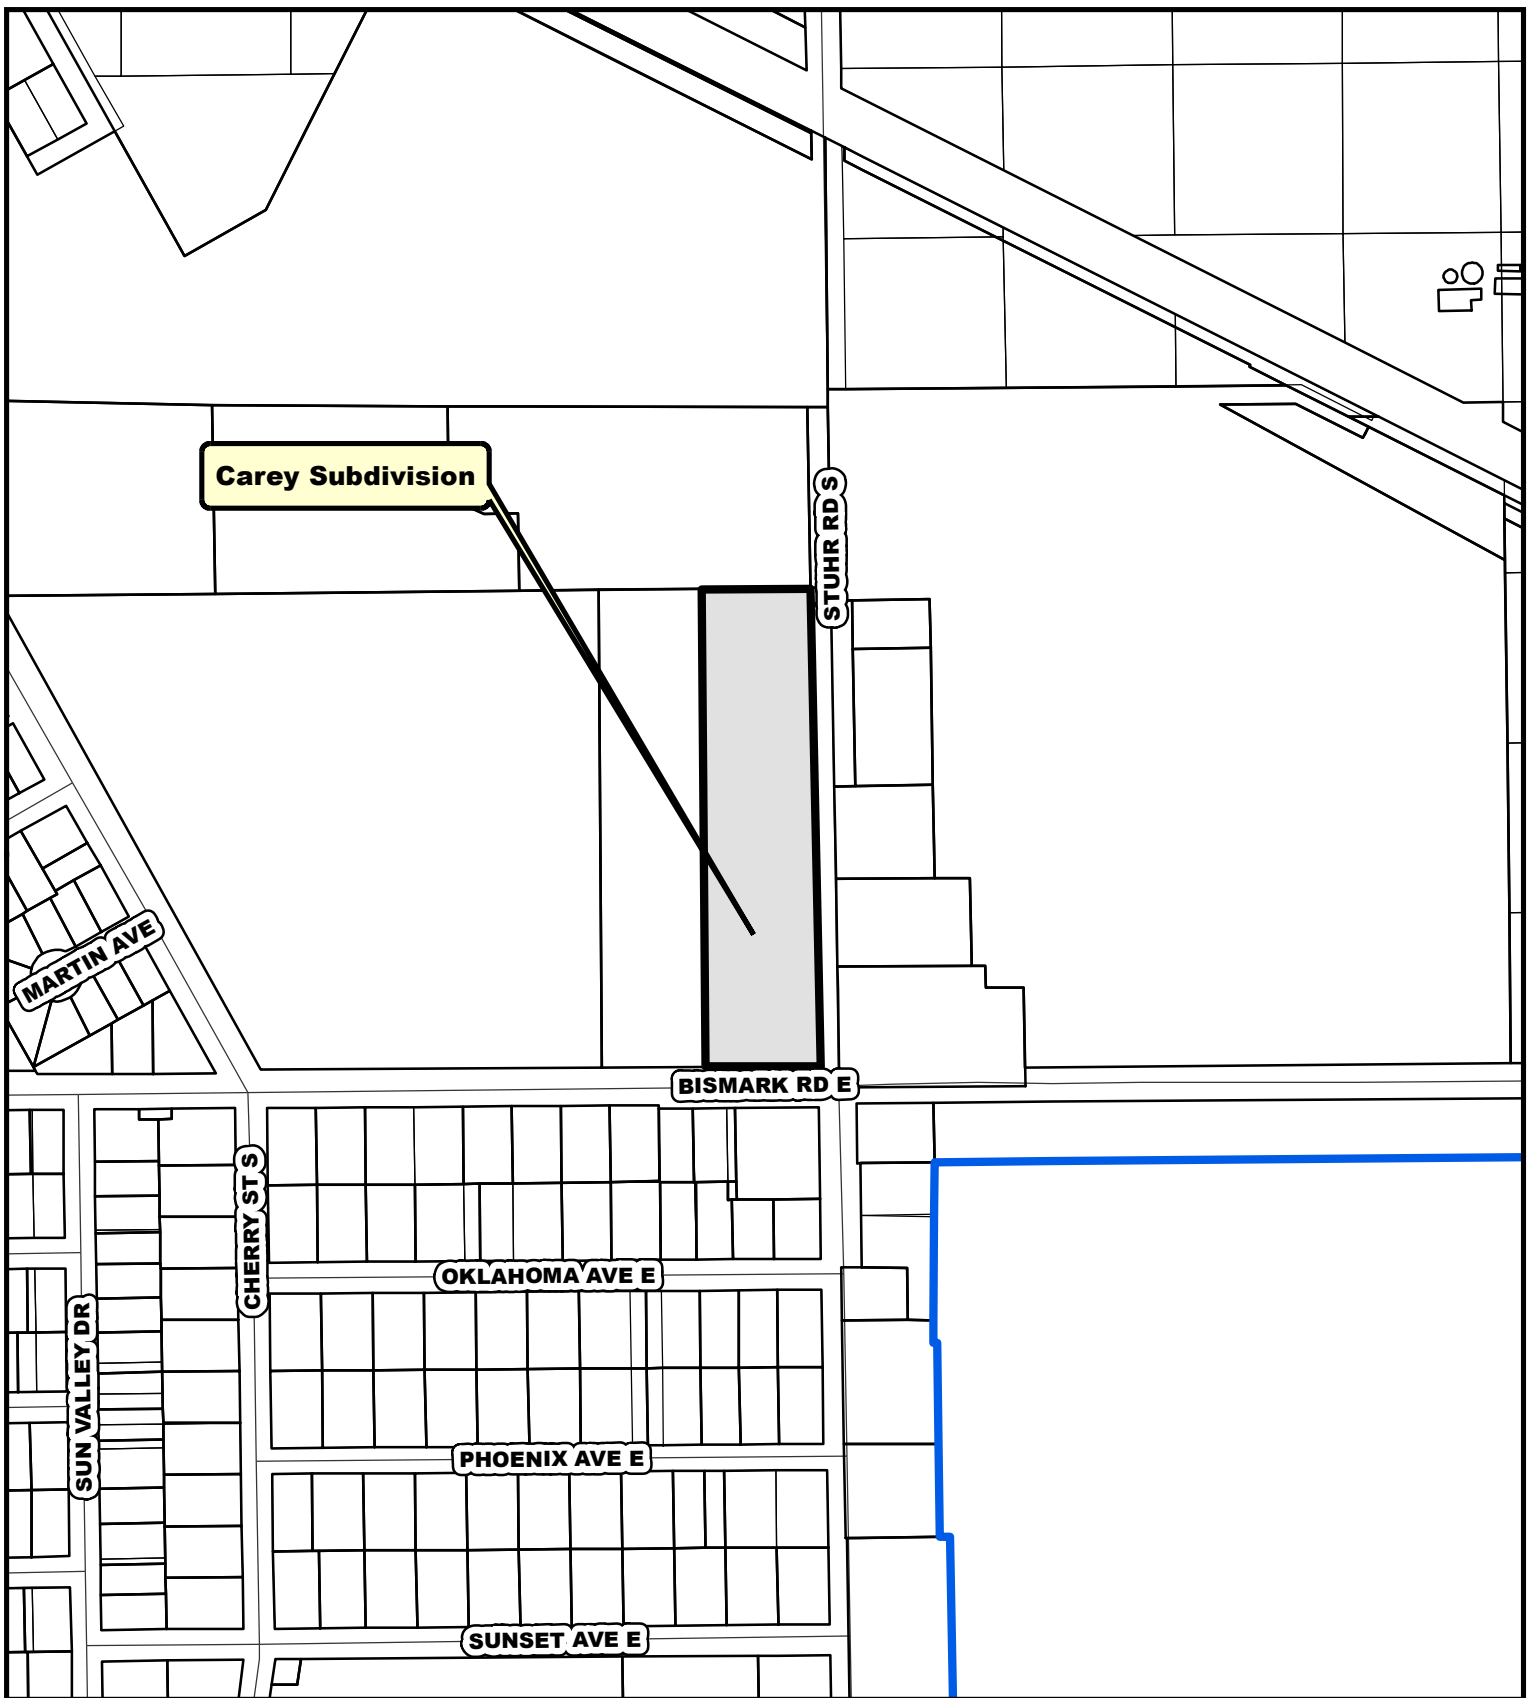 Carey Subdivision
STUHR RD S
MARTIN AVE
BISMARK RD E
CHERRY ST S
OKLAHOMA AVE E
SUN VALLEY DR
PHOENIX AVE E
SUNSET AVE E